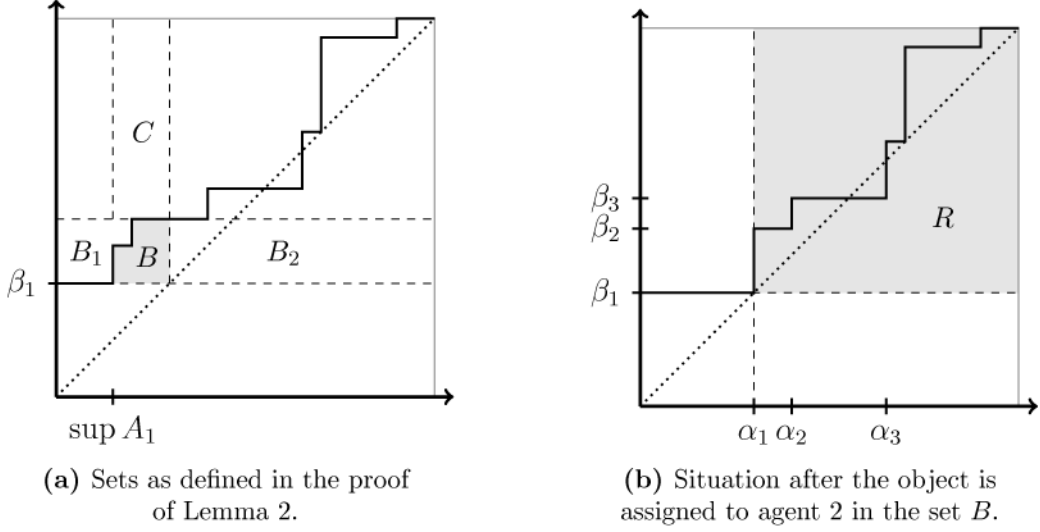 C
B₁
B
B₂
β₁
sup A₁
(a) Sets as defined in the proof
of Lemma 2.
β₃
β₂
R
β₁
α₁ α₂ α₃
(b) Situation after the object is
assigned to agent 2 in the set B.